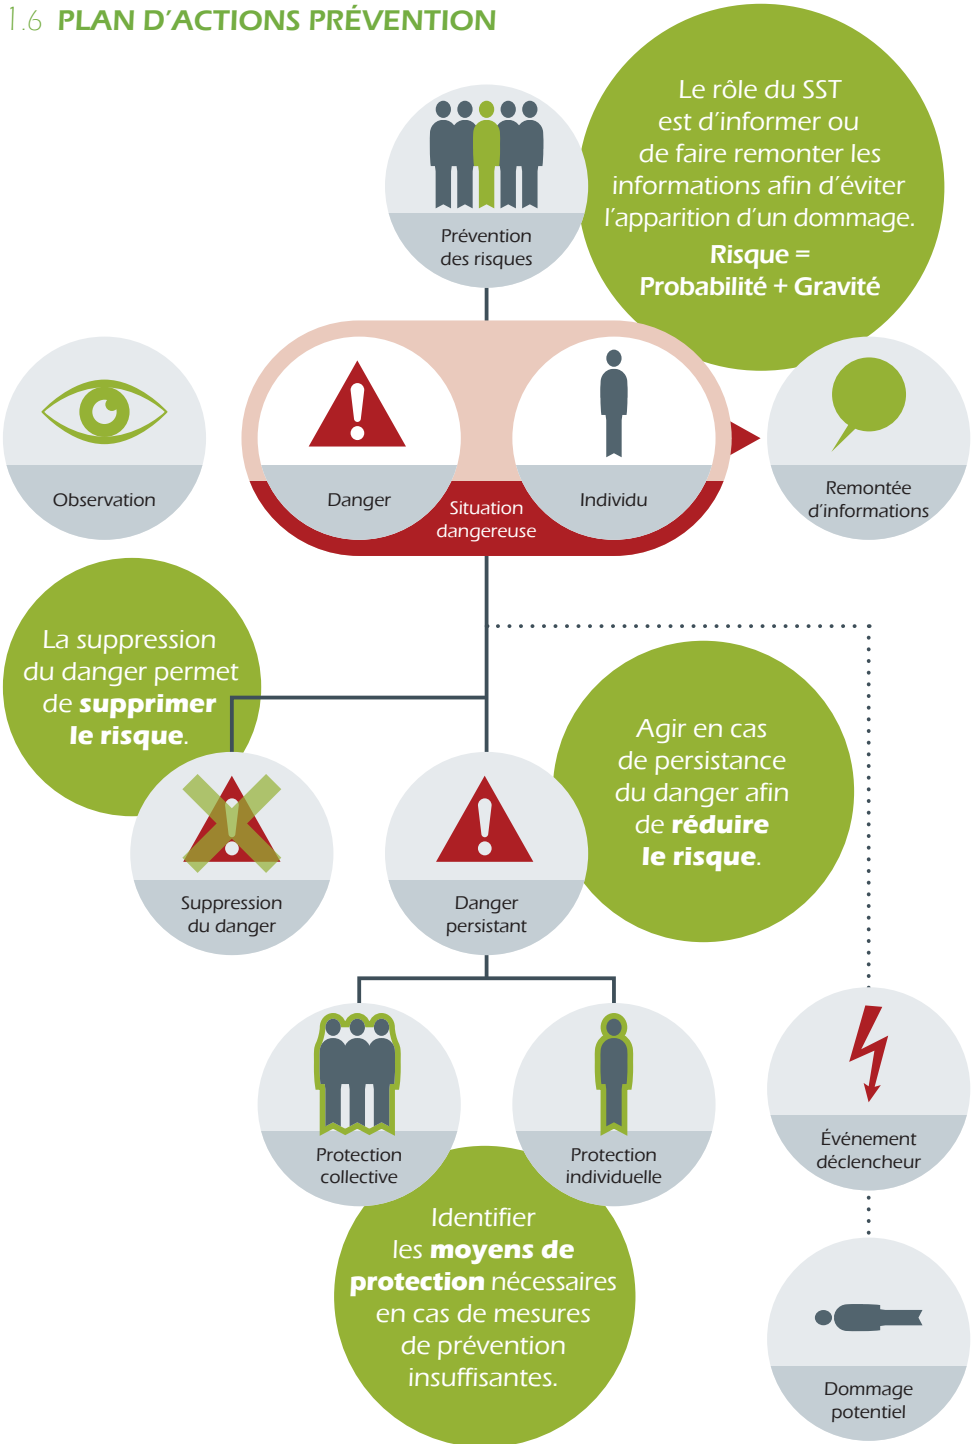 1.6 PLAN D’ACTIONS PRÉVENTION
Le rôle du SST
est d’informer ou
de faire remonter les
informations afin d’éviter
l’apparition d’un dommage.
Risque =
Probabilité + Gravité
Prévention
des risques
Observation
Danger
Situation
dangereuse
Individu
Remontée
d’informations
La suppression
du danger permet
de supprimer
le risque.
Agir en cas
de persistance
du danger afin
de réduire
le risque.
Suppression
du danger
Danger
persistant
Protection
collective
Protection
individuelle
Événement
déclencheur
Identifier
les moyens de
protection nécessaires
en cas de mesures
de prévention
insuffisantes.
Dommage
potentiel